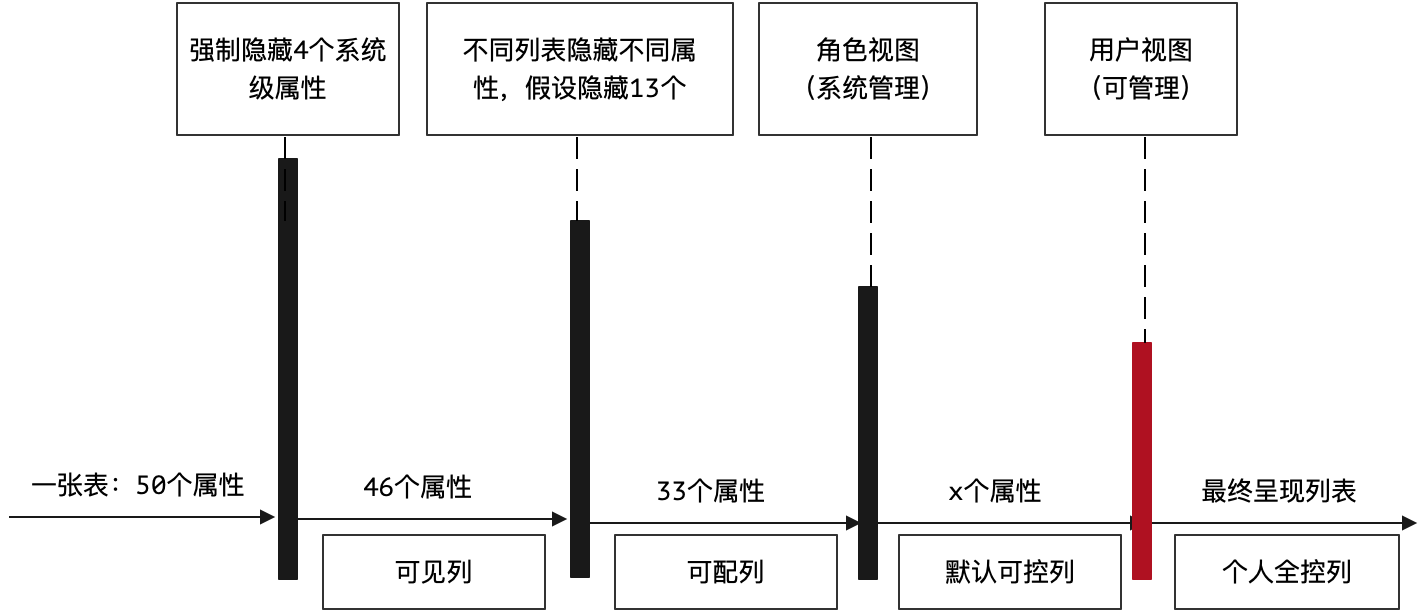 强制隐藏4个系统
级属性
不同列表隐藏不同属
性，假设隐藏13个
角色视图
（系统管理）
用户视图
（可管理）
一张表：50个属性
46个属性
33个属性
x个属性
最终呈现列表
可见列
可配列
默认可控列
个人全控列